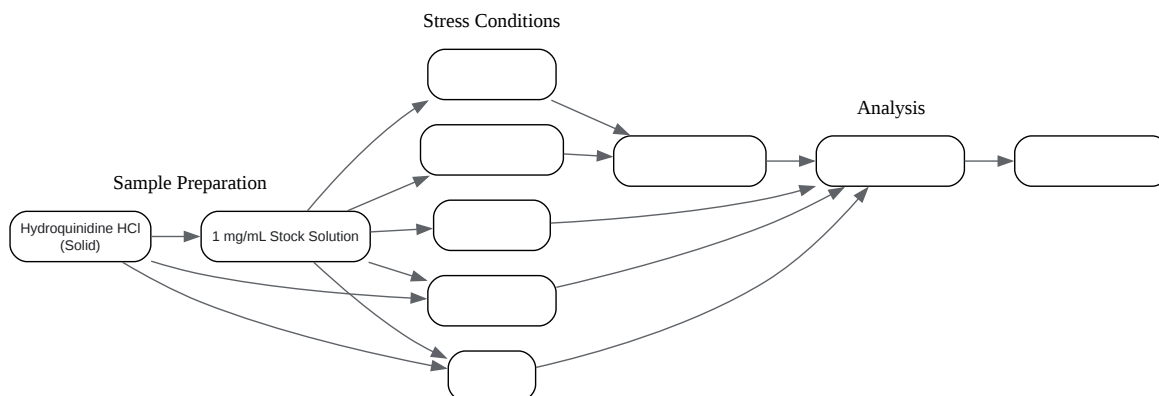 Stress Conditions
Analysis
Sample Preparation
Hydroquinidine HCl
(Solid)
1 mg/mL Stock Solution